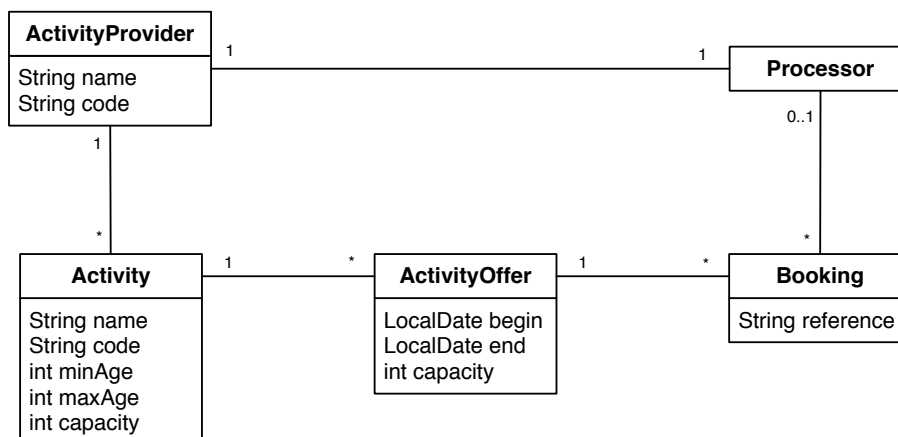 ActivityProvider
String name
String code
1
1
Processor
1
0..1
*
*
Activity
String name
String code
int minAge
int maxAge
int capacity
1
*
ActivityOffer
LocalDate begin
LocalDate end
int capacity
1
*
Booking
String reference